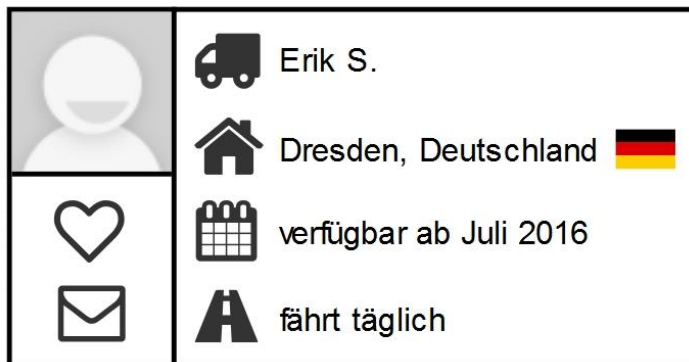 Erik S.
Dresden, Deutschland
verfügbar ab Juli 2016
fährt täglich